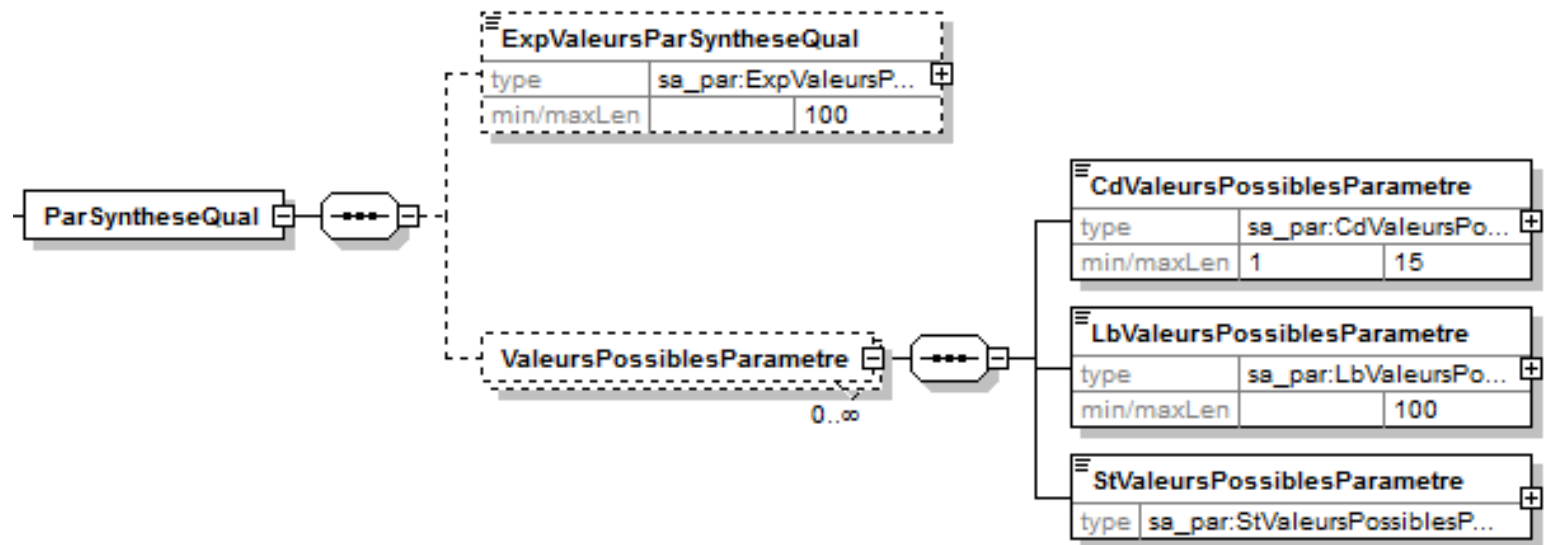 ExpValeursParSyntheseQual
type sa_par:ExpValeursP...
min/maxLen 100
ParSyntheseQual
CdValeursPossiblesParametre
type sa_par:CdValeursPo...
min/maxLen 1 15
LbValeursPossiblesParametre
type sa_par:LbValeursPo...
min/maxLen 100
ValeursPossiblesParametre
0..∞
StValeursPossiblesParametre
type sa_par:StValeursPossiblesP...